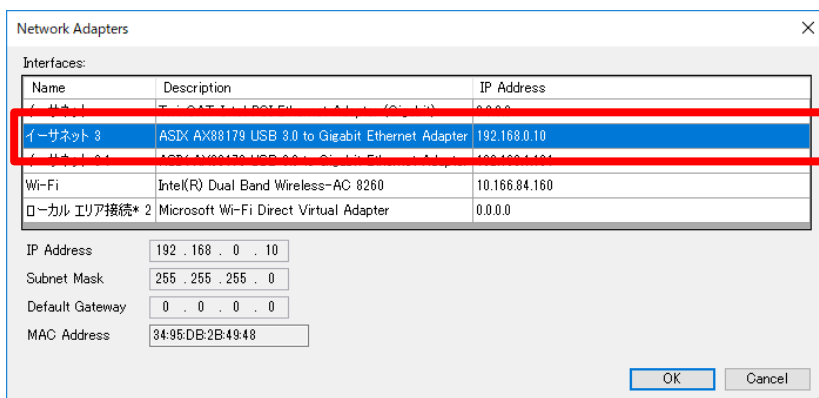 Network Adapters
Interfaces:
Name Description IP Address
イーサネット 3 ASIX AX88179 USB 3.0 to Gigabit Ethernet Adapter 192.168.0.10
Wi-Fi Intel(R) Dual Band Wireless-AC 8260 10.166.84.160
ローカル エリア接続* 2 Microsoft Wi-Fi Direct Virtual Adapter 0.0.0.0
IP Address 192 . 168 . 0 . 10
Subnet Mask 255 . 255 . 255 . 0
Default Gateway 0 . 0 . 0 . 0
MAC Address 34:95:DB:2B:49:48
OK Cancel